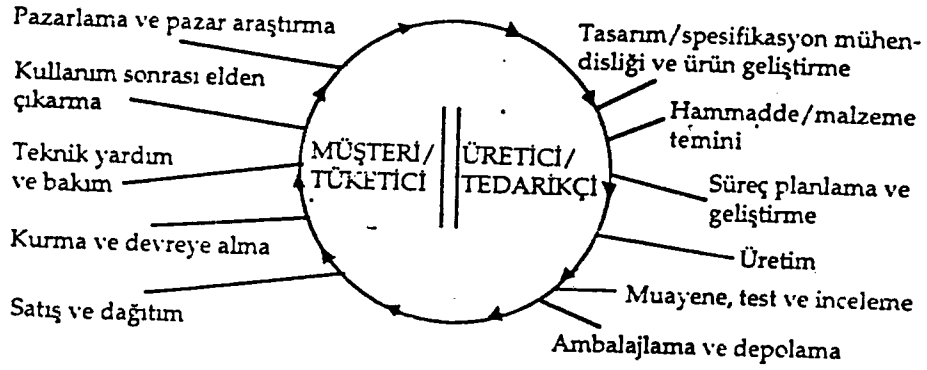 Pazarlama ve pazar araştırma
Kullanım sonrası elden
çıkarma
Teknik yardım
ve bakım
Kurma ve devreye alma
Satış ve dağıtım
MÜŞTERİ/
TÜKETİCİ
ÜRETİCİ/
TEDARİKÇİ
Tasarım/spesifikasyon mühen-
disliği ve ürün geliştirme
Hammadde/malzeme
temini
Süreç planlama ve
geliştirme
Üretim
Muayene, test ve inceleme
Ambalajlama ve depolama